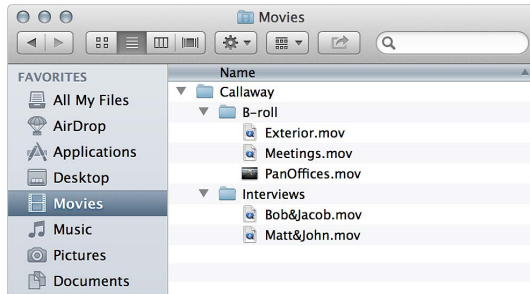 Movies
FAVORITES
All My Files
AirDrop
Applications
Desktop
Movies
Music
Pictures
Documents
Name
Callaway
B-roll
Exterior.mov
Meetings.mov
PanOffices.mov
Interviews
Bob&Jacob.mov
Matt&John.mov